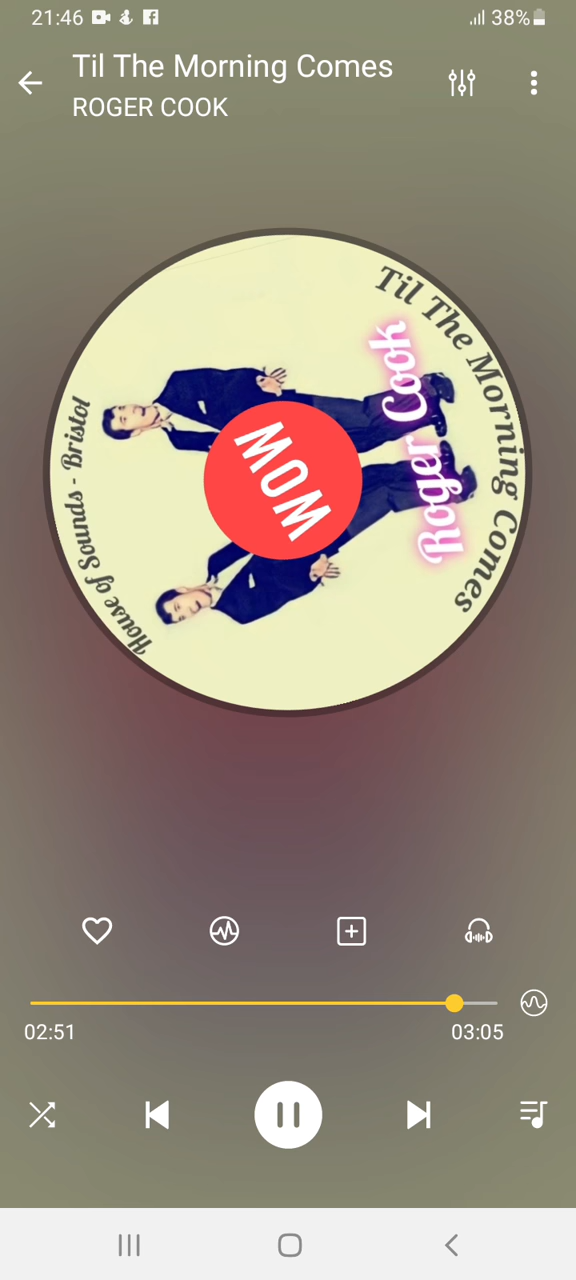 21:46
38%
Til The Morning Comes
ROGER COOK
Til The Morning Comes
Roger Cook
WOW
House of Sounds - Bristol
02:51
03:05